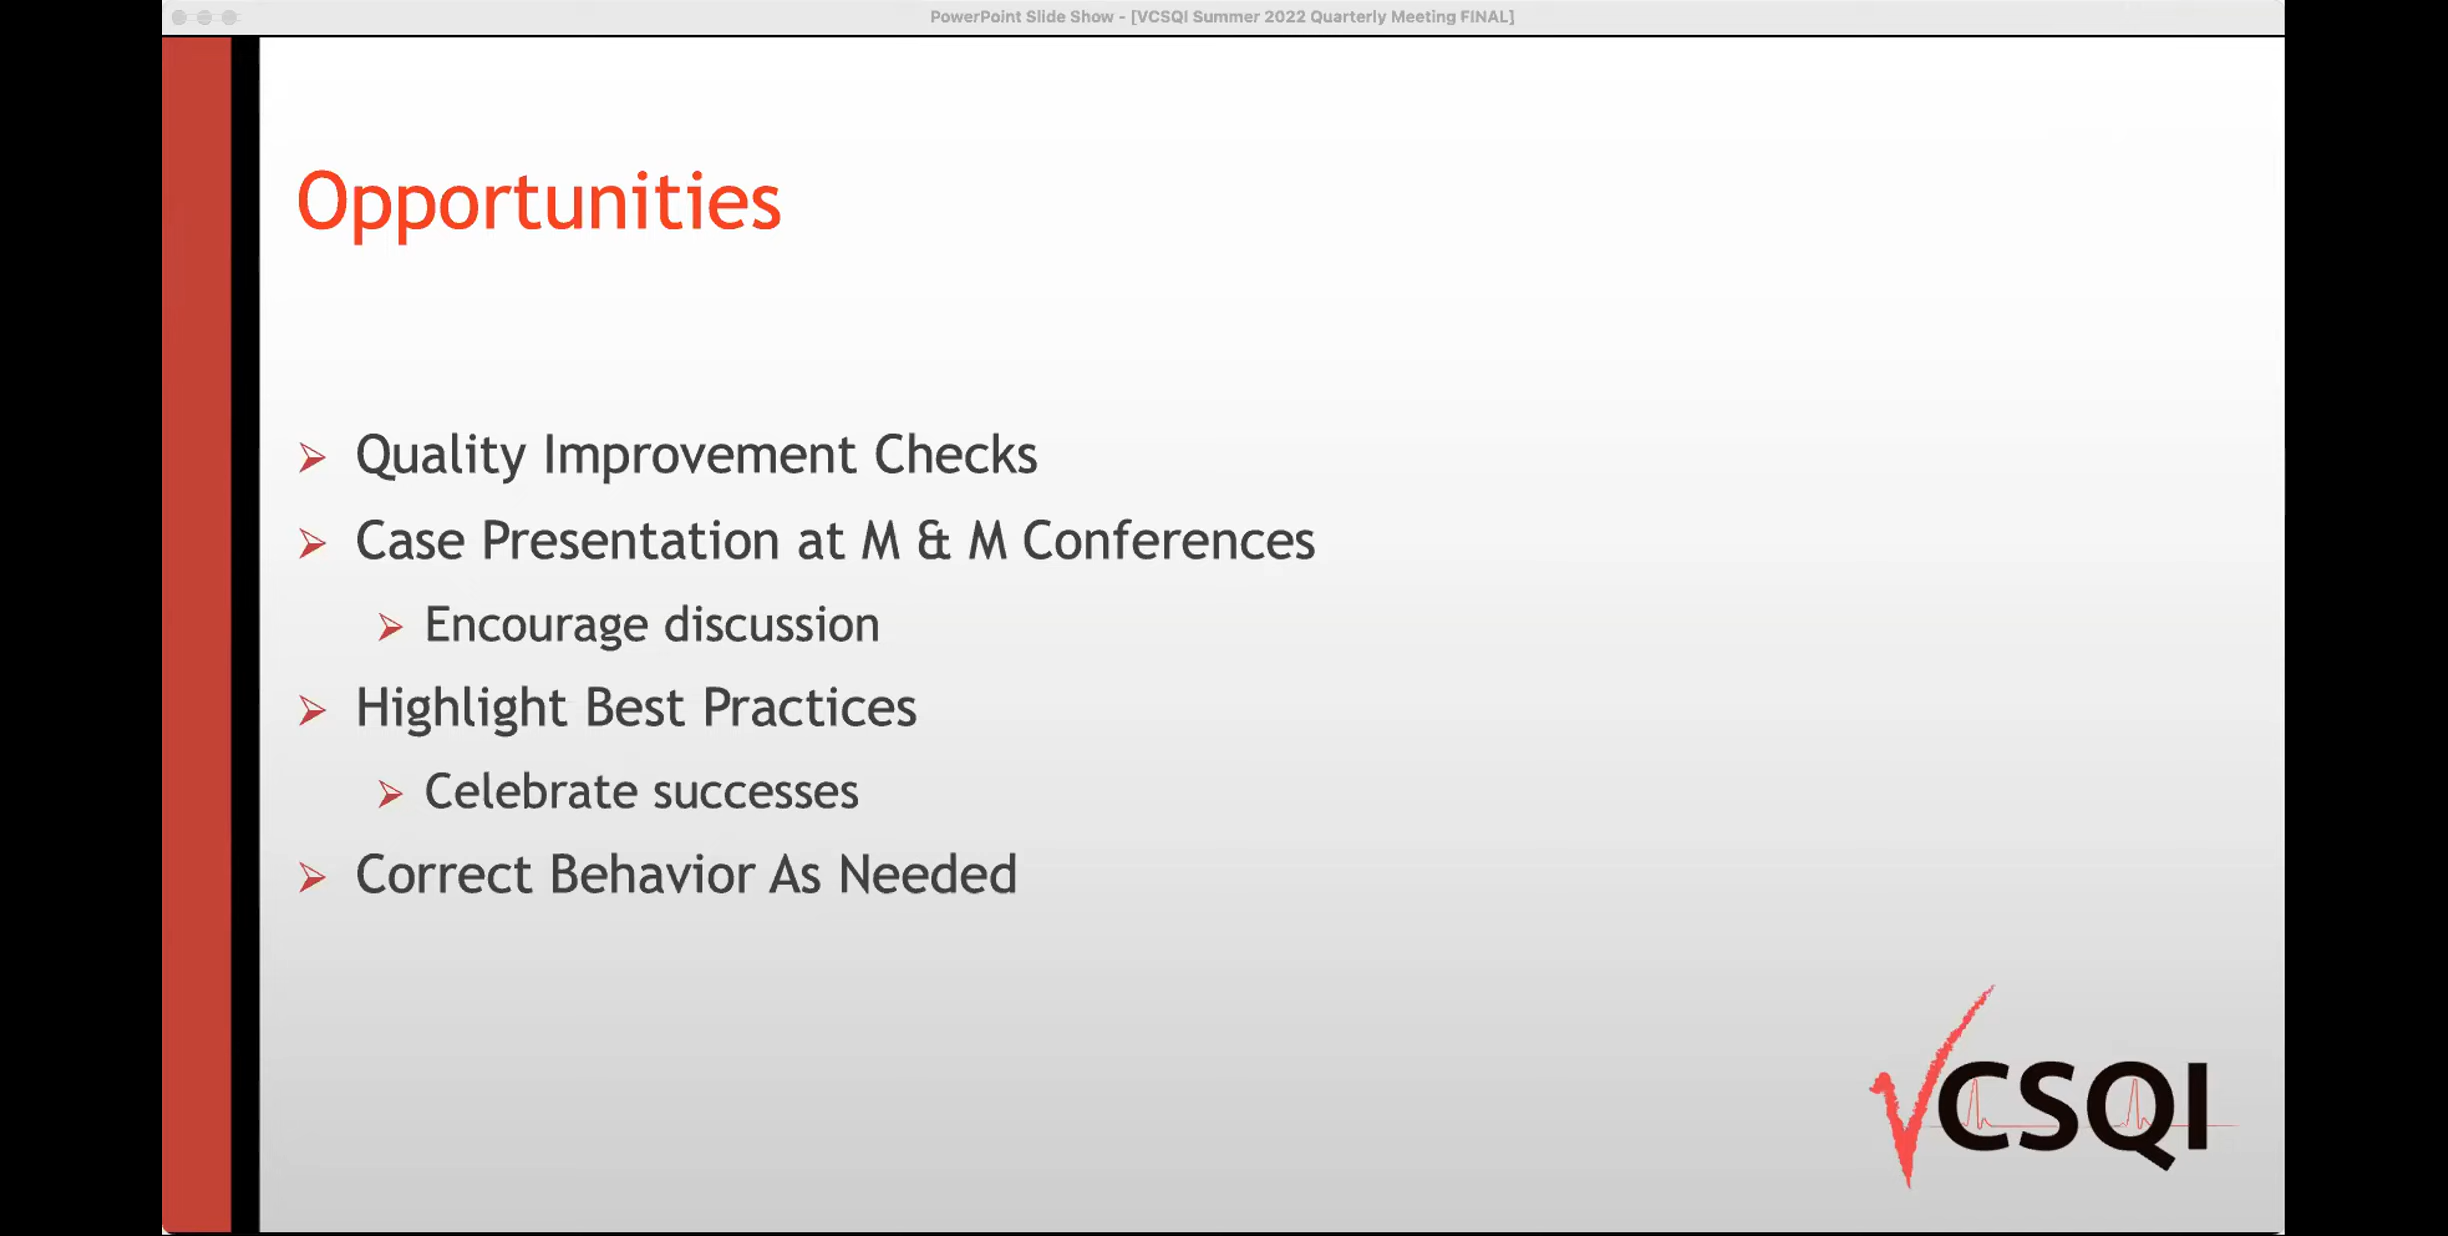 PowerPoint Slide Show - [VCSQI Summer 2022 Quarterly Meeting FINAL]
Opportunities
Quality Improvement Checks
Case Presentation at M & M Conferences
Encourage discussion
Highlight Best Practices
Celebrate successes
Correct Behavior As Needed
VCSQI